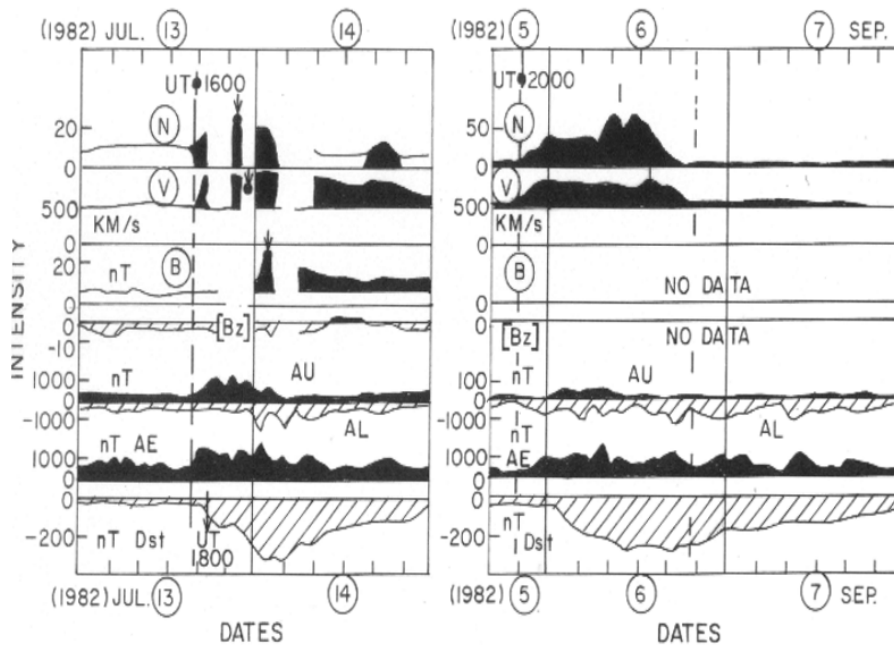 (1982) JUL. 13 14
UT 1600
N
20
0
V
500
KM/s
0
20
nT B
0
0
-10
[Bz]
1000
nT AU
0
-1000
AL
nT AE
1000
0
0
-200
nT Dst
UT
1800
(1982) JUL. 13 14
DATES
INTENSITY
(1982) 5 6 7 SEP.
UT 2000
N
50
0
V
500
KM/s
0
B
NO DATA
0
0
[Bz] NO DATA
nT
100
AU
0
-1000
nT AL
AE
1000
0
0
nT
-200
Dst
(1982) 5 6 7 SEP.
DATES